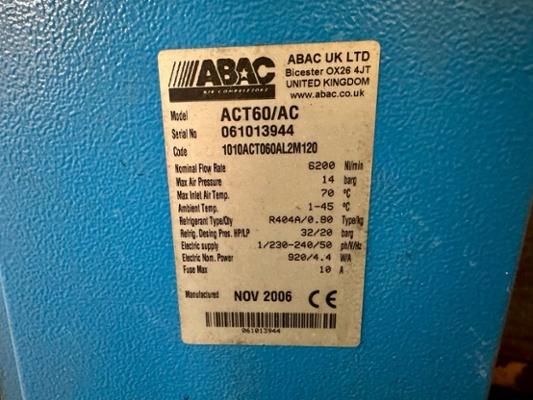 ABAC
AIR COMPRESSORS
ABAC UK LTD
Bicester OX26 4JT
UNITED KINGDOM
www.abac.co.uk
Model ACT60/AC
Serial No 061013944
Code 1010ACT060AL2M120
Nominal Flow Rate 6200 Nl/min
Max Air Pressure 14 barg
Max Inlet Air Temp. 70 ºC
Ambient Temp. 1-45 ºC
Refrigerant Type/Qty R404A/0.80 Type/kg
Refrig. Desing Pres. HP/LP 32/20 barg
Electric supply 1/230-240/50 ph/V/Hz
Electric Nom. Power 920/4.4 W/A
Fuse Max 10 A
Manufactured NOV 2006 CE
061013944